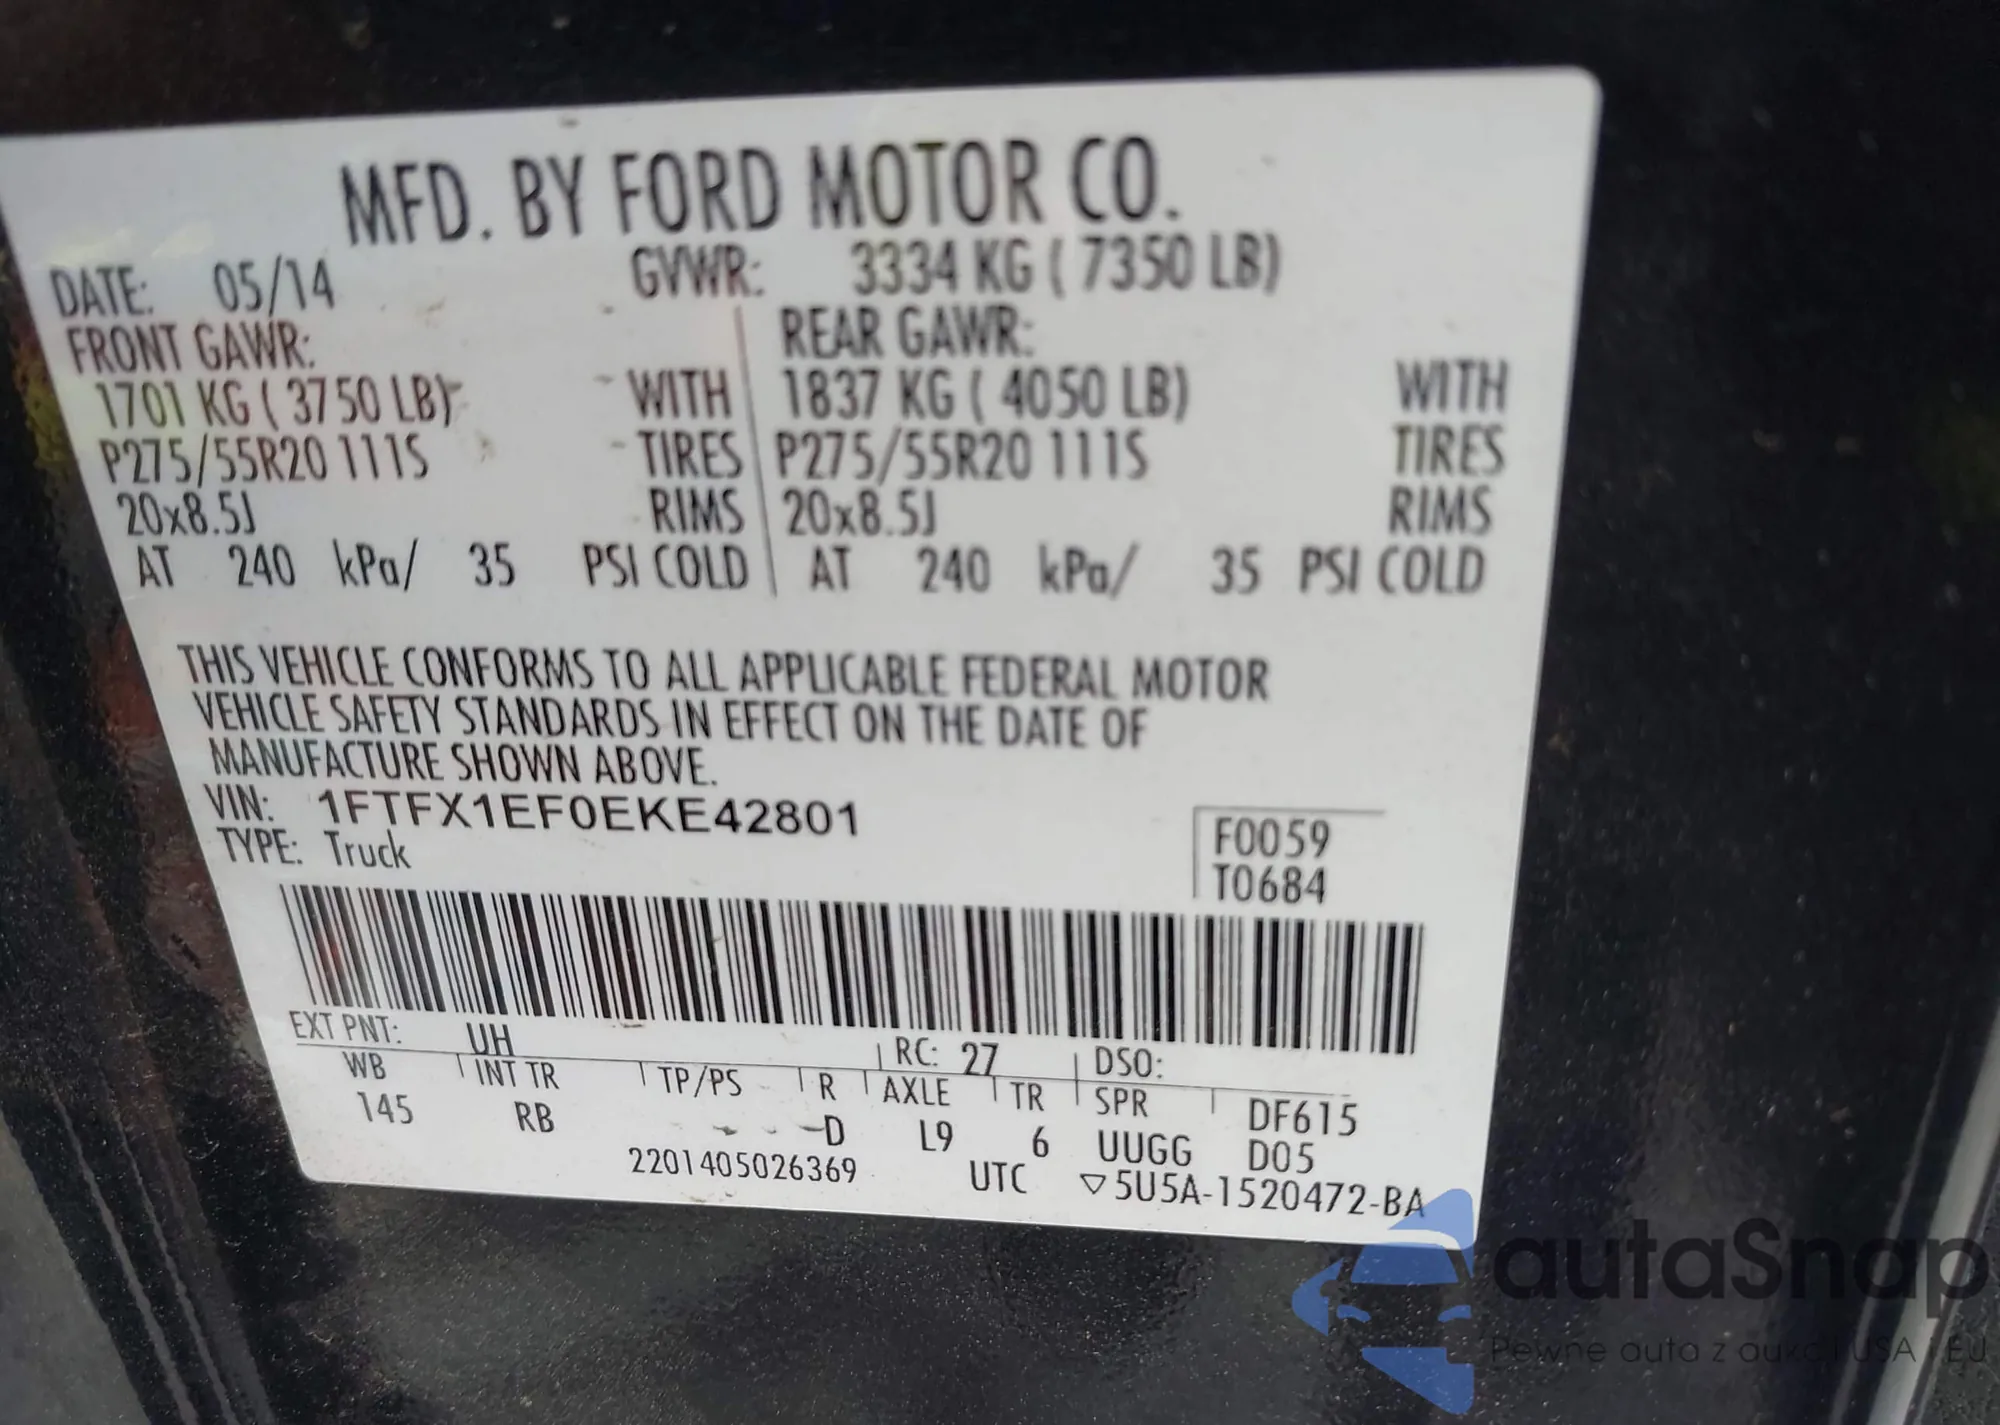 MFD. BY FORD MOTOR CO.
DATE: 05/14 GVWR: 3334 KG ( 7350 LB)
FRONT GAWR: REAR GAWR:
1701 KG ( 3750 LB) WITH 1837 KG ( 4050 LB) WITH
P275/55R20 111S TIRES P275/55R20 111S TIRES
20x8.5J RIMS 20x8.5J RIMS
AT 240 kPa/ 35 PSI COLD AT 240 kPa/ 35 PSI COLD
THIS VEHICLE CONFORMS TO ALL APPLICABLE FEDERAL MOTOR
VEHICLE SAFETY STANDARDS IN EFFECT ON THE DATE OF
MANUFACTURE SHOWN ABOVE.
VIN: 1FTFX1EF0EKE42801
TYPE: Truck
F0059
T0684
EXT PNT: UH RC: 27 DSO:
WB INT TR TP/PS R AXLE TR SPR DF615
145 RB D L9 6 UUGG D05
2201405026369 UTC ▽5U5A-1520472-BA
autaSnap
Pewne auta z aukcji USA i EU